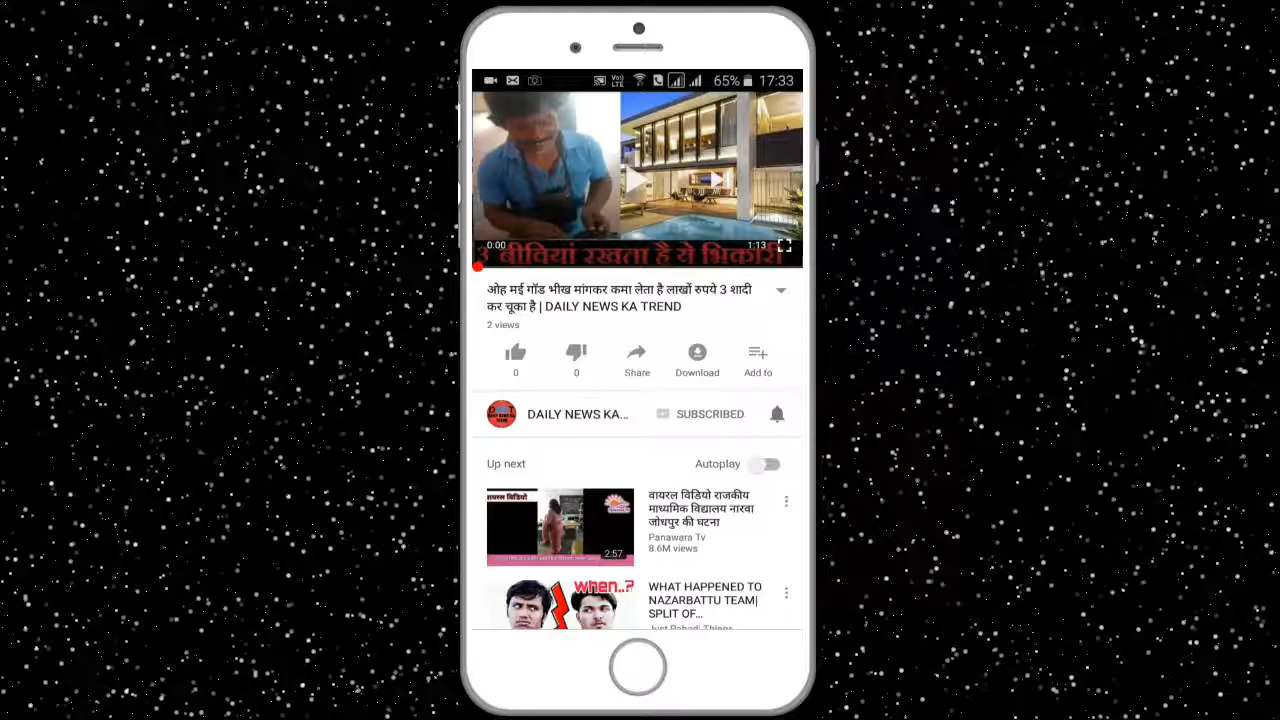 Vo))
LTE
65%
17:33
0:00
1:13
3 बीवियां रखता है ये भिकारी
ओह मई गॉड भीख मांगकर कमा लेता है लाखों रुपये 3 शादी
कर चूका है | DAILY NEWS KA TREND
2 views
0
0
Share
Download
Add to
DAILY NEWS KA...
SUBSCRIBED
Up next
Autoplay
वायरल विडियो
2:57
वायरल विडियो राजकीय
माध्यमिक विद्यालय नारवा
जोधपुर की घटना
Panawara Tv
8.6M views
when..?
WHAT HAPPENED TO
NAZARBATTU TEAM|
SPLIT OF...
Just Pahadi Things